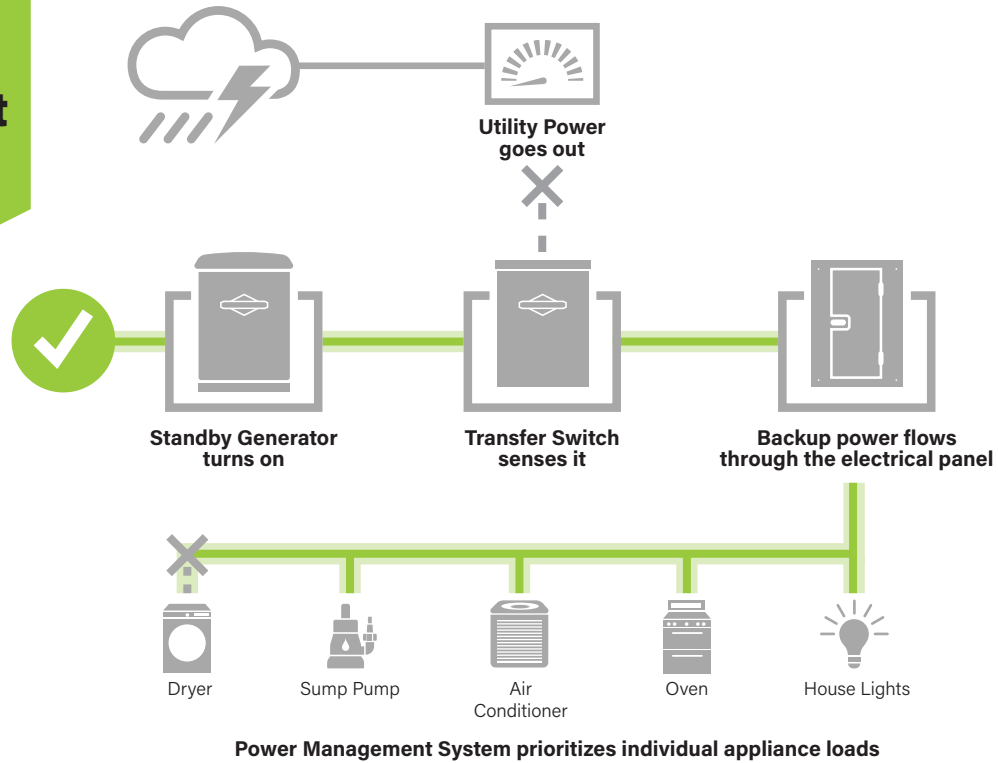 Utility Power
goes out
Standby Generator
turns on
Transfer Switch
senses it
Backup power flows
through the electrical panel
Dryer
Sump Pump
Air
Conditioner
Oven
House Lights
Power Management System prioritizes individual appliance loads